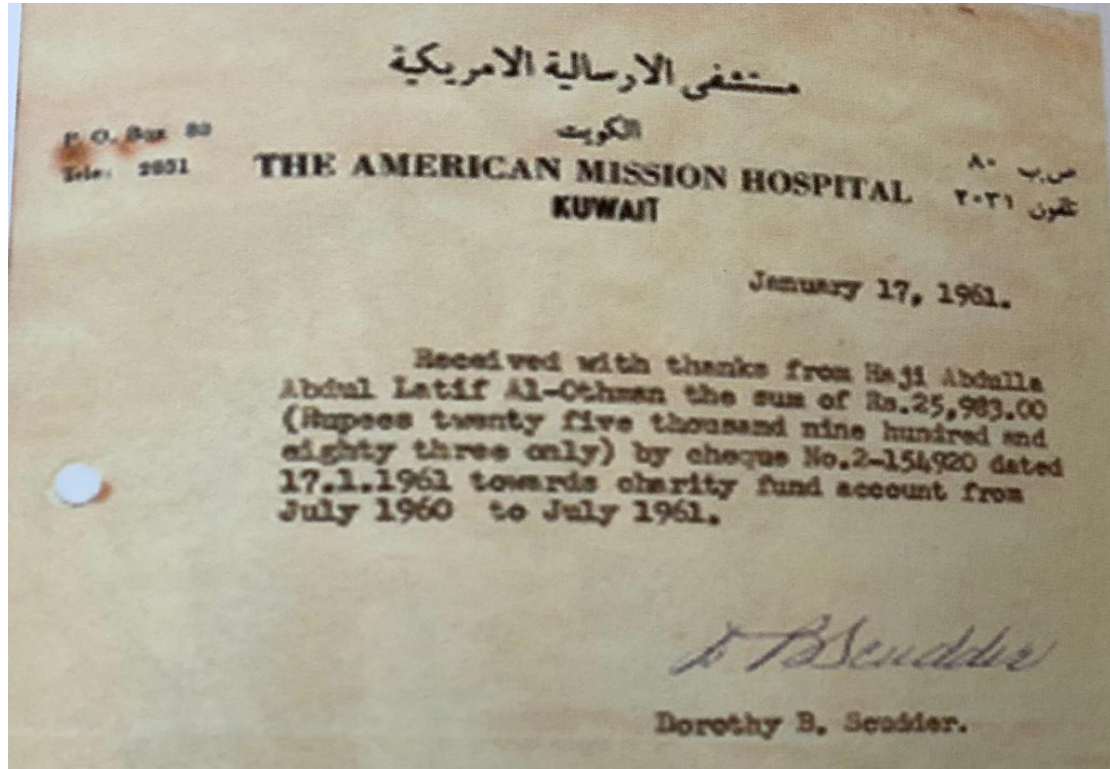 مستشفى الارسالية الامريكية
الكويت
P. O. Box 80
Tele: 2031
THE AMERICAN MISSION HOSPITAL
KUWAIT
ص.ب ٨٠
تلفون ٢٠٣١
January 17, 1961.
Received with thanks from Haji Abdulla
Abdul Latif Al-Othman the sum of Rs.25,983.00
(Rupees twenty five thousand nine hundred and
eighty three only) by cheque No.2-154920 dated
17.1.1961 towards charity fund account from
July 1960 to July 1961.
D B Scudder
Dorothy B. Scudder.